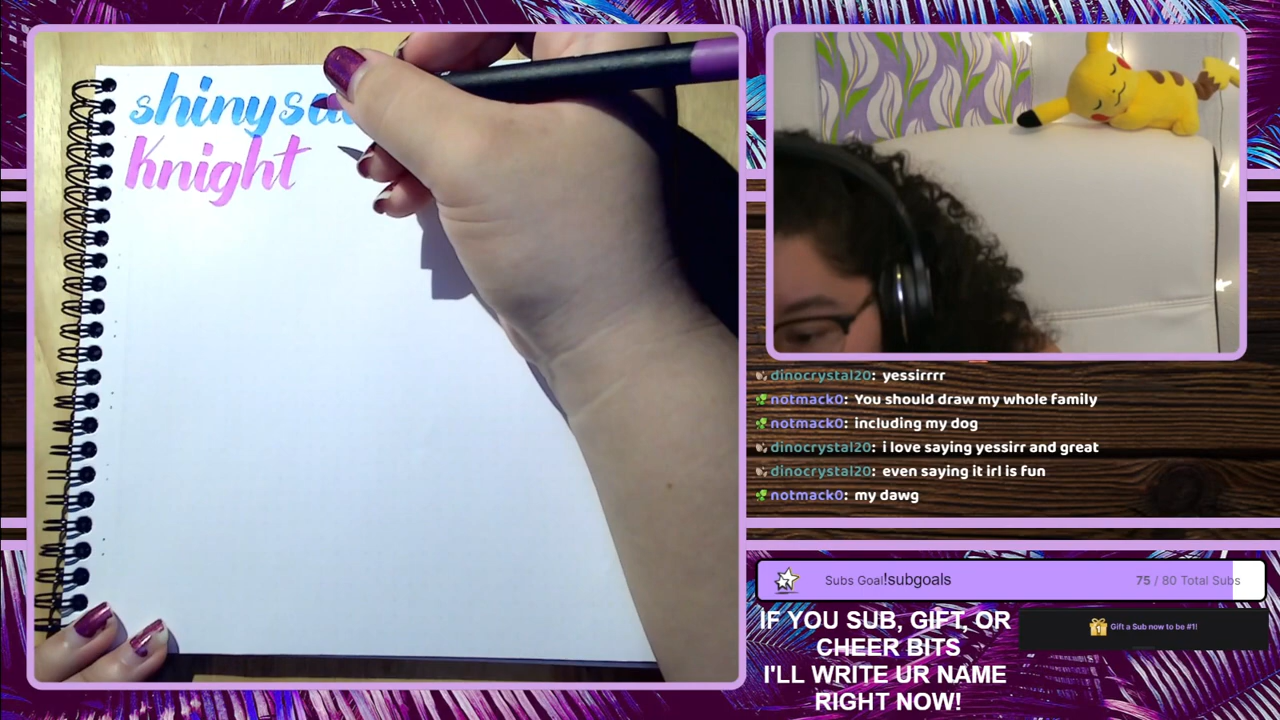 Knight
dinocrystal20: yessirrrr
notmack0: You should draw my whole family
notmack0: including my dog
dinocrystal20: i love saying yessirr and great
dinocrystal20: even saying it irl is fun
notmack0: my dawg
Subs Goal!subgoals 75 / 80 Total Subs
IF YOU SUB, GIFT, OR
CHEER BITS
I'LL WRITE UR NAME
RIGHT NOW!
1 Gift a Sub now to be #1!